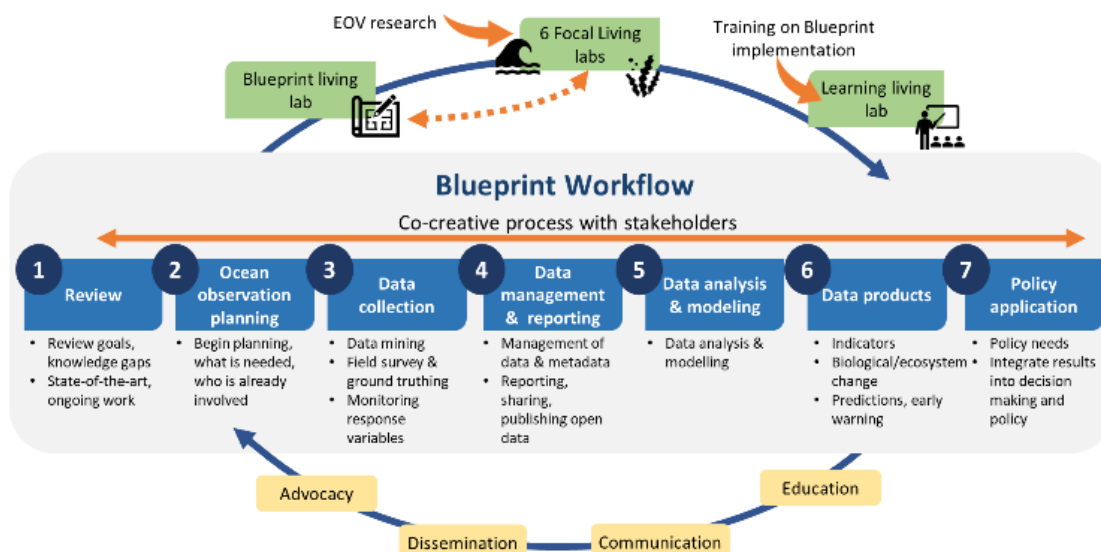 EOV research
6 Focal Living
labs
Training on Blueprint
implementation
Blueprint living
lab
Learning living
lab
Blueprint Workflow
Co-creative process with stakeholders
1
Review
• Review goals,
knowledge gaps
• State-of-the-art,
ongoing work
2
Ocean
observation
planning
• Begin planning,
what is needed,
who is already
involved
3
Data
collection
• Data mining
• Field survey &
ground truthing
• Monitoring
response
variables
4
Data
management
& reporting
• Management of
data & metadata
• Reporting,
sharing,
publishing open
data
5
Data analysis
& modeling
• Data analysis &
modelling
6
Data products
• Indicators
• Biological/ecosystem
change
• Predictions, early
warning
7
Policy
application
• Policy needs
• Integrate results
into decision
making and
policy
Advocacy
Dissemination
Communication
Education